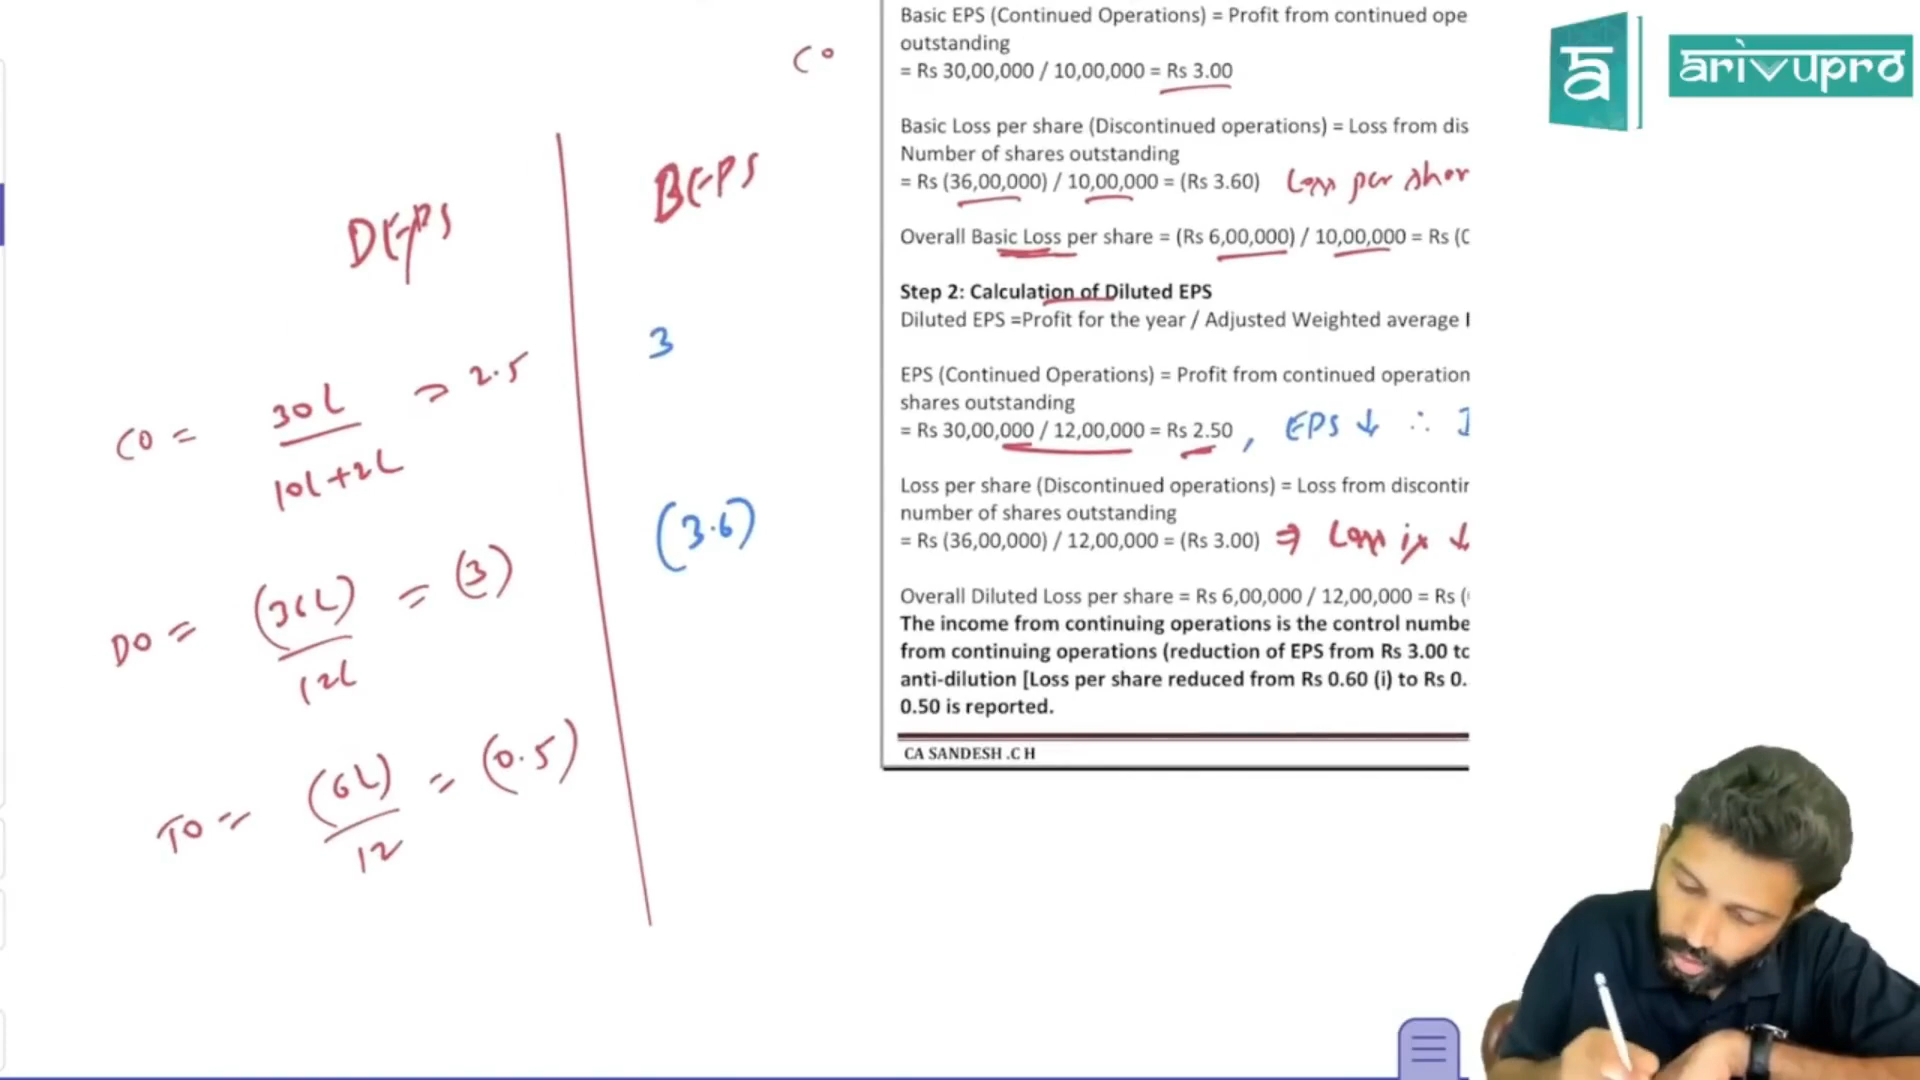 CO
DEPS
BEPS
3
CO = 30L / 10L+2L => 2.5
(3.6)
DO = (36L) / 12L = (3)
TO = (6L) / 12 = (0.5)
Basic EPS (Continued Operations) = Profit from continued ope
outstanding
= Rs 30,00,000 / 10,00,000 = Rs 3.00
Basic Loss per share (Discontinued operations) = Loss from dis
Number of shares outstanding
= Rs (36,00,000) / 10,00,000 = (Rs 3.60) Loss per shar
Overall Basic Loss per share = (Rs 6,00,000) / 10,00,000 = Rs (0
Step 2: Calculation of Diluted EPS
Diluted EPS =Profit for the year / Adjusted Weighted average
EPS (Continued Operations) = Profit from continued operation
shares outstanding
= Rs 30,00,000 / 12,00,000 = Rs 2.50 , EPS ↓ ∴
Loss per share (Discontinued operations) = Loss from discontin
number of shares outstanding
= Rs (36,00,000) / 12,00,000 = (Rs 3.00) ⇒ Loss is ↓
Overall Diluted Loss per share = Rs 6,00,000 / 12,00,000 = Rs (
The income from continuing operations is the control numbe
from continuing operations (reduction of EPS from Rs 3.00 to
anti-dilution [Loss per share reduced from Rs 0.60 (i) to Rs 0.
0.50 is reported.
CA SANDESH .C H
arivupro